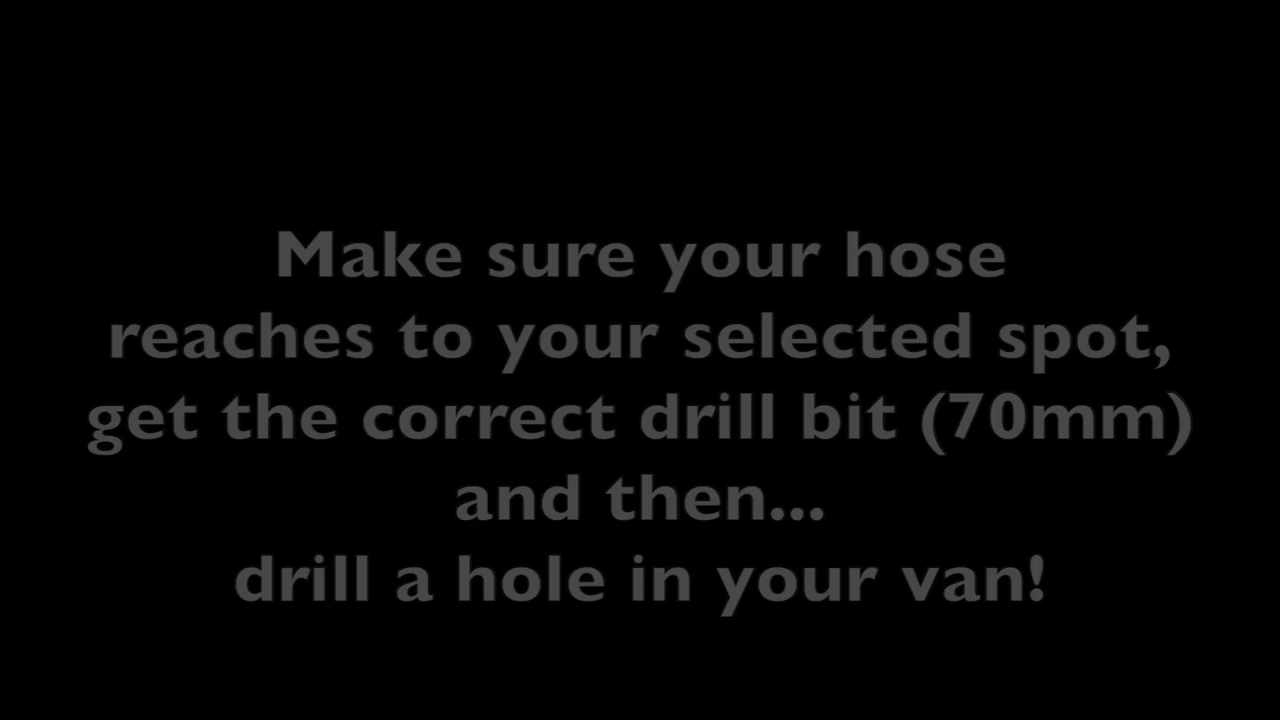 Make sure your hose
reaches to your selected spot,
get the correct drill bit (70mm)
and then...
drill a hole in your van!